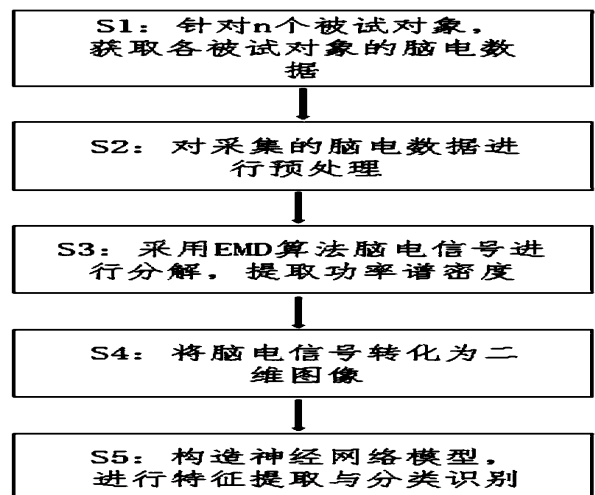 S1：针对n个被试对象，
获取各被试对象的脑电数
据
S2：对采集的脑电数据进
行预处理
S3：采用EMD算法脑电信号进
行分解，提取功率谱密度
S4：将脑电信号转化为二
维图像
S5：构造神经网络模型，
进行特征提取与分类识别